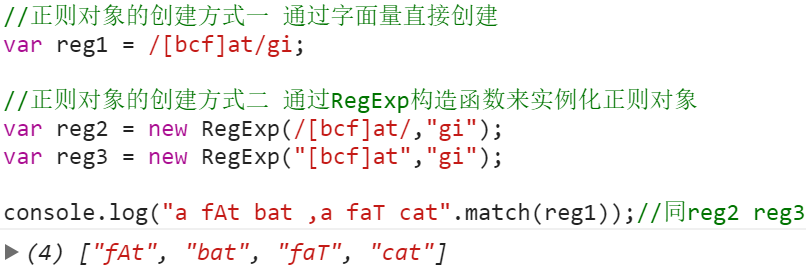 //正则对象的创建方式一 通过字面量直接创建
var reg1 = /[bcf]at/gi;
//正则对象的创建方式二 通过RegExp构造函数来实例化正则对象
var reg2 = new RegExp(/[bcf]at/,"gi");
var reg3 = new RegExp("[bcf]at","gi");
console.log("a fAt bat ,a faT cat".match(reg1));//同reg2 reg3
▶ (4) ["fAt", "bat", "faT", "cat"]